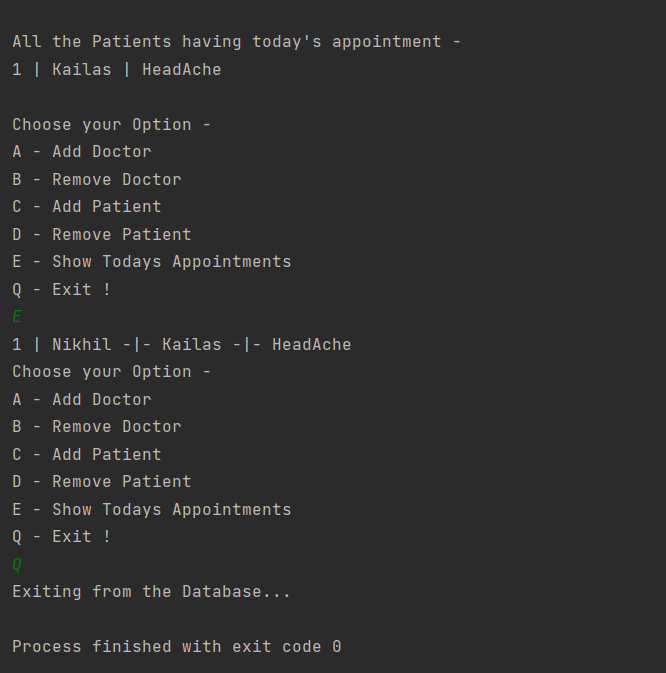 All the Patients having today's appointment -
1 | Kailas | HeadAche
Choose your Option -
A - Add Doctor
B - Remove Doctor
C - Add Patient
D - Remove Patient
E - Show Todays Appointments
Q - Exit !
E
1 | Nikhil -|- Kailas -|- HeadAche
Choose your Option -
A - Add Doctor
B - Remove Doctor
C - Add Patient
D - Remove Patient
E - Show Todays Appointments
Q - Exit !
Q
Exiting from the Database...
Process finished with exit code 0